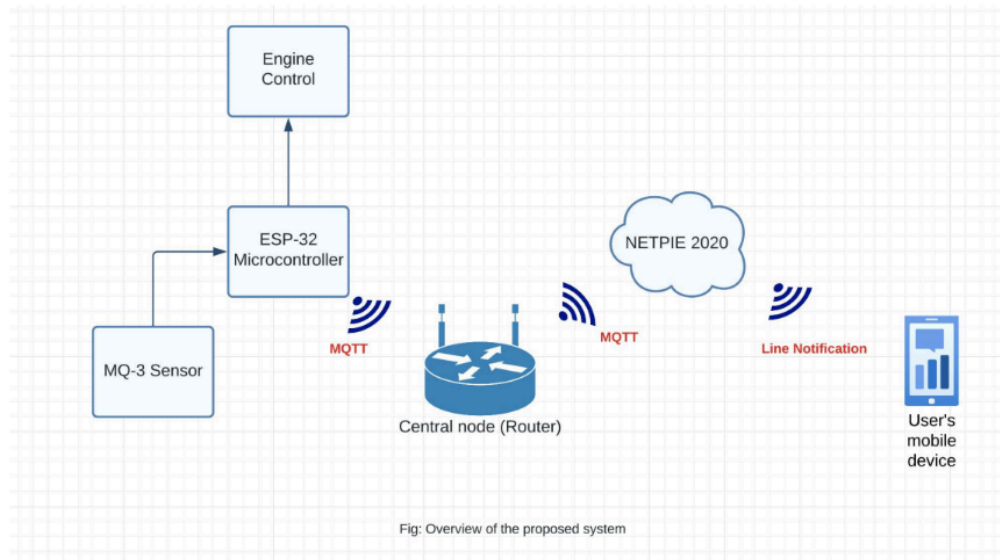 Engine
Control
ESP-32
Microcontroller
NETPIE 2020
MQTT
MQTT
Line Notification
MQ-3 Sensor
Central node (Router)
User's
mobile
device
Fig: Overview of the proposed system